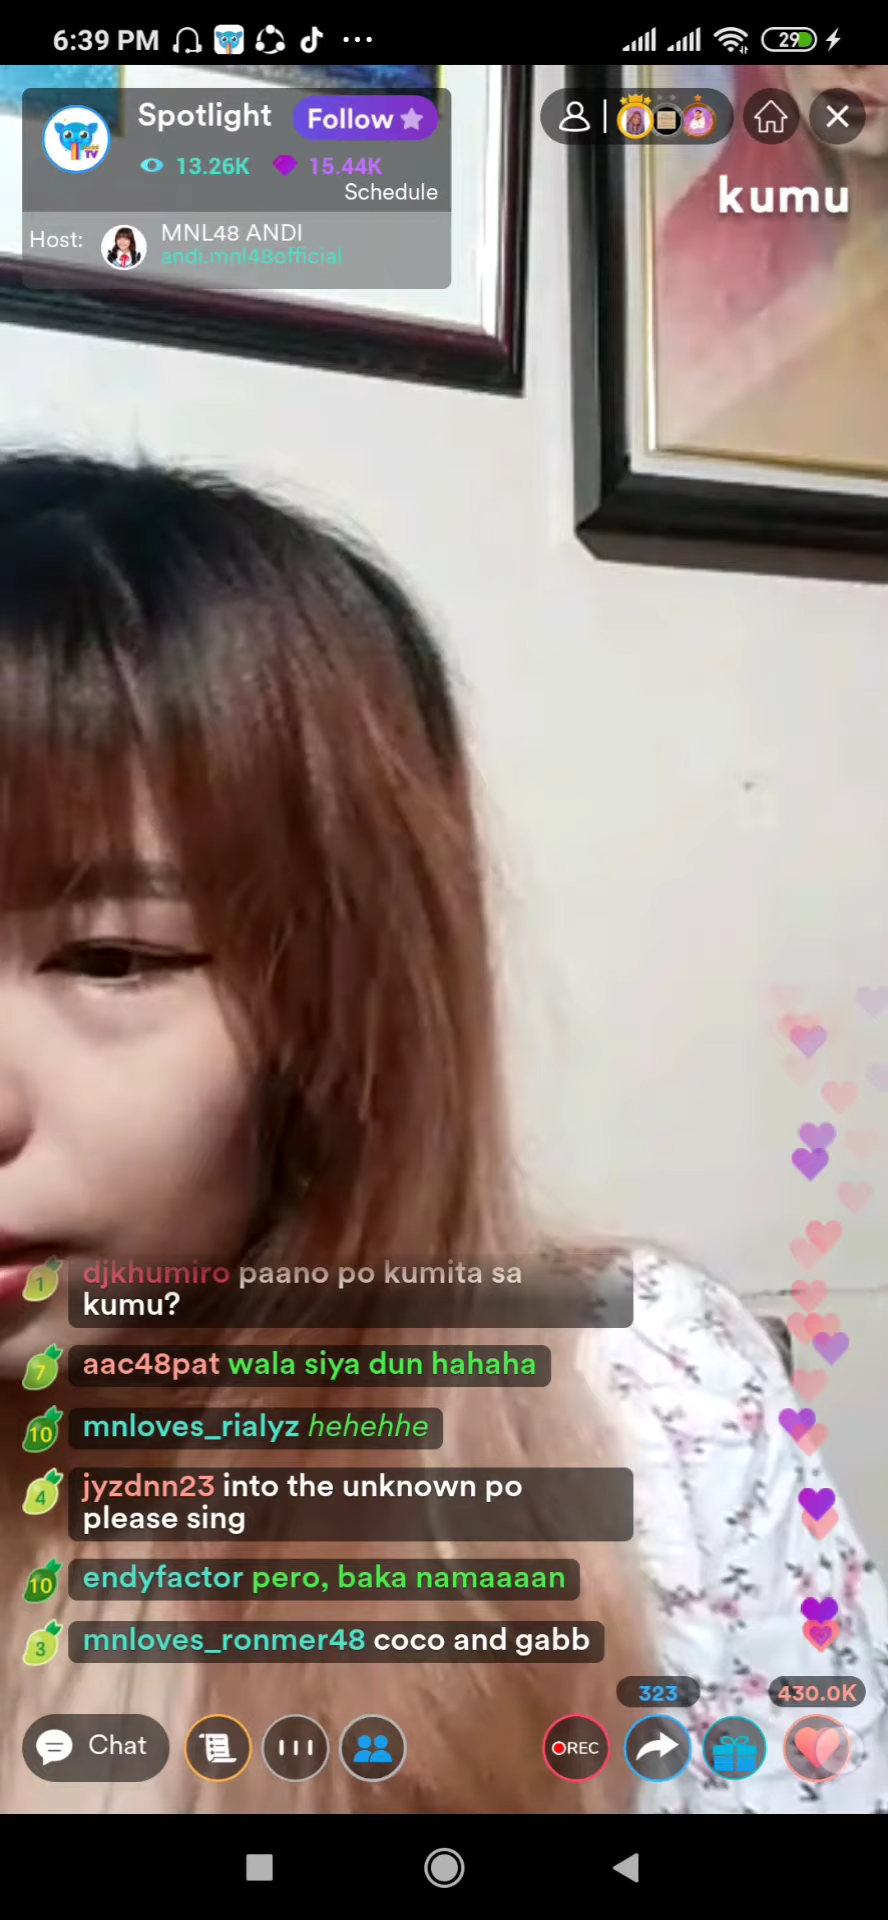 6:39 PM
29
Spotlight
Follow
13.26K
15.44K
Schedule
Host:
MNL48 ANDI
andi.mnl48official
kumu
1 djkhumiro paano po kumita sa
kumu?
7 aac48pat wala siya dun hahaha
10 mnloves_rialyz hehehhe
4 jyzdnn23 into the unknown po
please sing
10 endyfactor pero, baka namaaaan
3 mnloves_ronmer48 coco and gabb
323
430.0K
Chat
REC